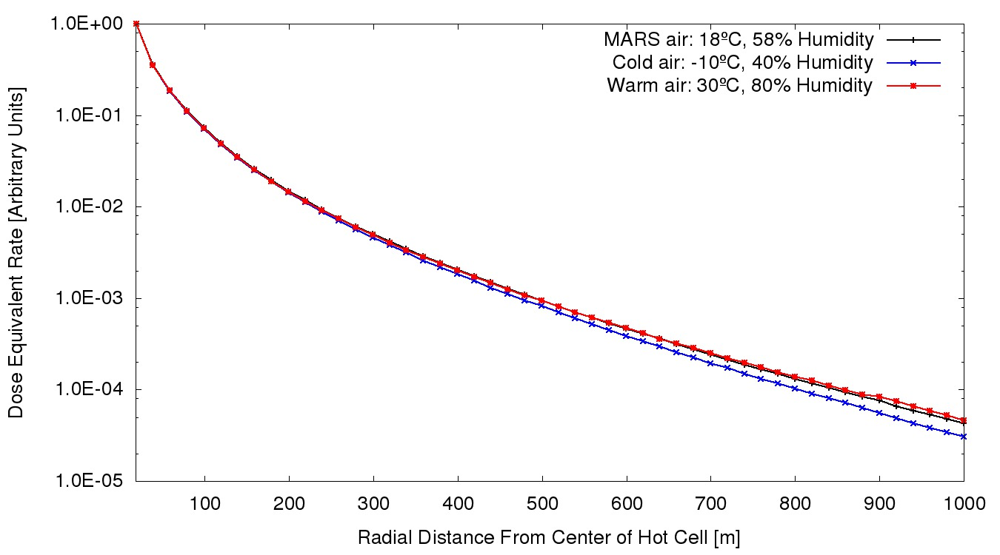 MARS air: 18ºC, 58% Humidity
Cold air: -10ºC, 40% Humidity
Warm air: 30ºC, 80% Humidity
Dose Equivalent Rate [Arbitrary Units]
1.0E+00
1.0E-01
1.0E-02
1.0E-03
1.0E-04
1.0E-05
100 200 300 400 500 600 700 800 900 1000
Radial Distance From Center of Hot Cell [m]